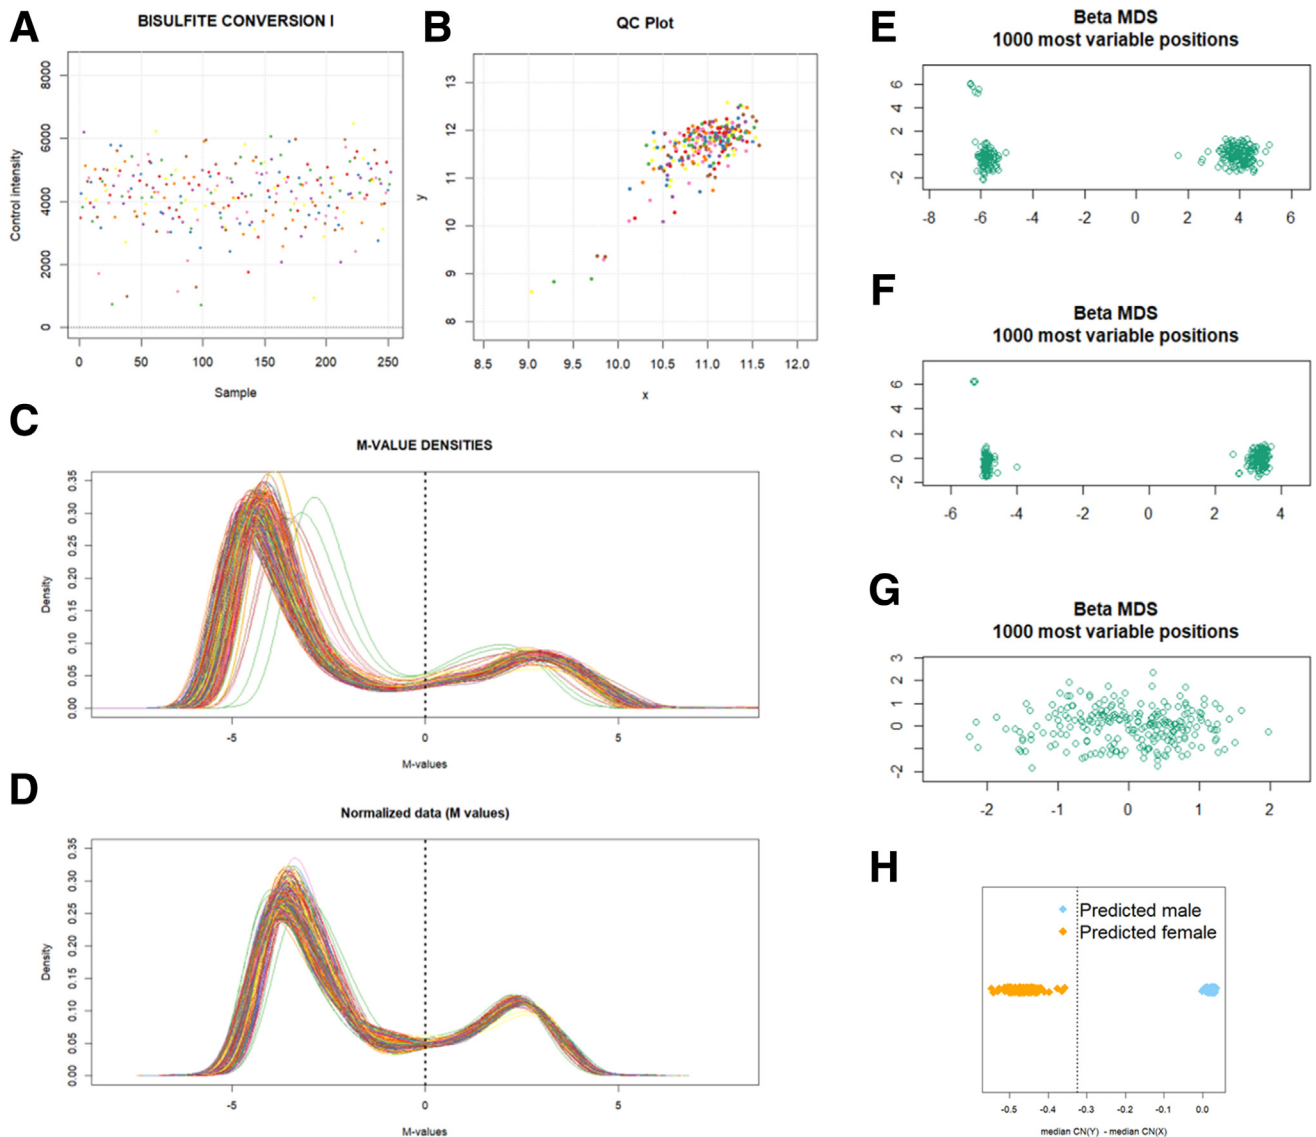 A
BISULFITE CONVERSION I
Control Intensity
8000
6000
4000
2000
0
0 50 100 150 200 250
Sample
B
QC Plot
y
13
12
11
10
9
8
8.5 9.0 9.5 10.0 10.5 11.0 11.5 12.0
x
C
M-VALUE DENSITIES
Density
0.35
0.30
0.25
0.20
0.15
0.10
0.05
0.00
-5 0 5
M-values
D
Normalized data (M values)
Density
0.35
0.30
0.25
0.20
0.15
0.10
0.05
0.00
-5 0 5
M-values
E
Beta MDS
1000 most variable positions
6
4
2
-2
-8 -6 -4 -2 0 2 4 6
F
Beta MDS
1000 most variable positions
6
4
2
0
-2
-6 -4 -2 0 2 4
G
Beta MDS
1000 most variable positions
3
2
1
0
-2
-2 -1 0 1 2
H
Predicted male
Predicted female
-0.5 -0.4 -0.3 -0.2 -0.1 0.0
median CN(Y) - median CN(X)